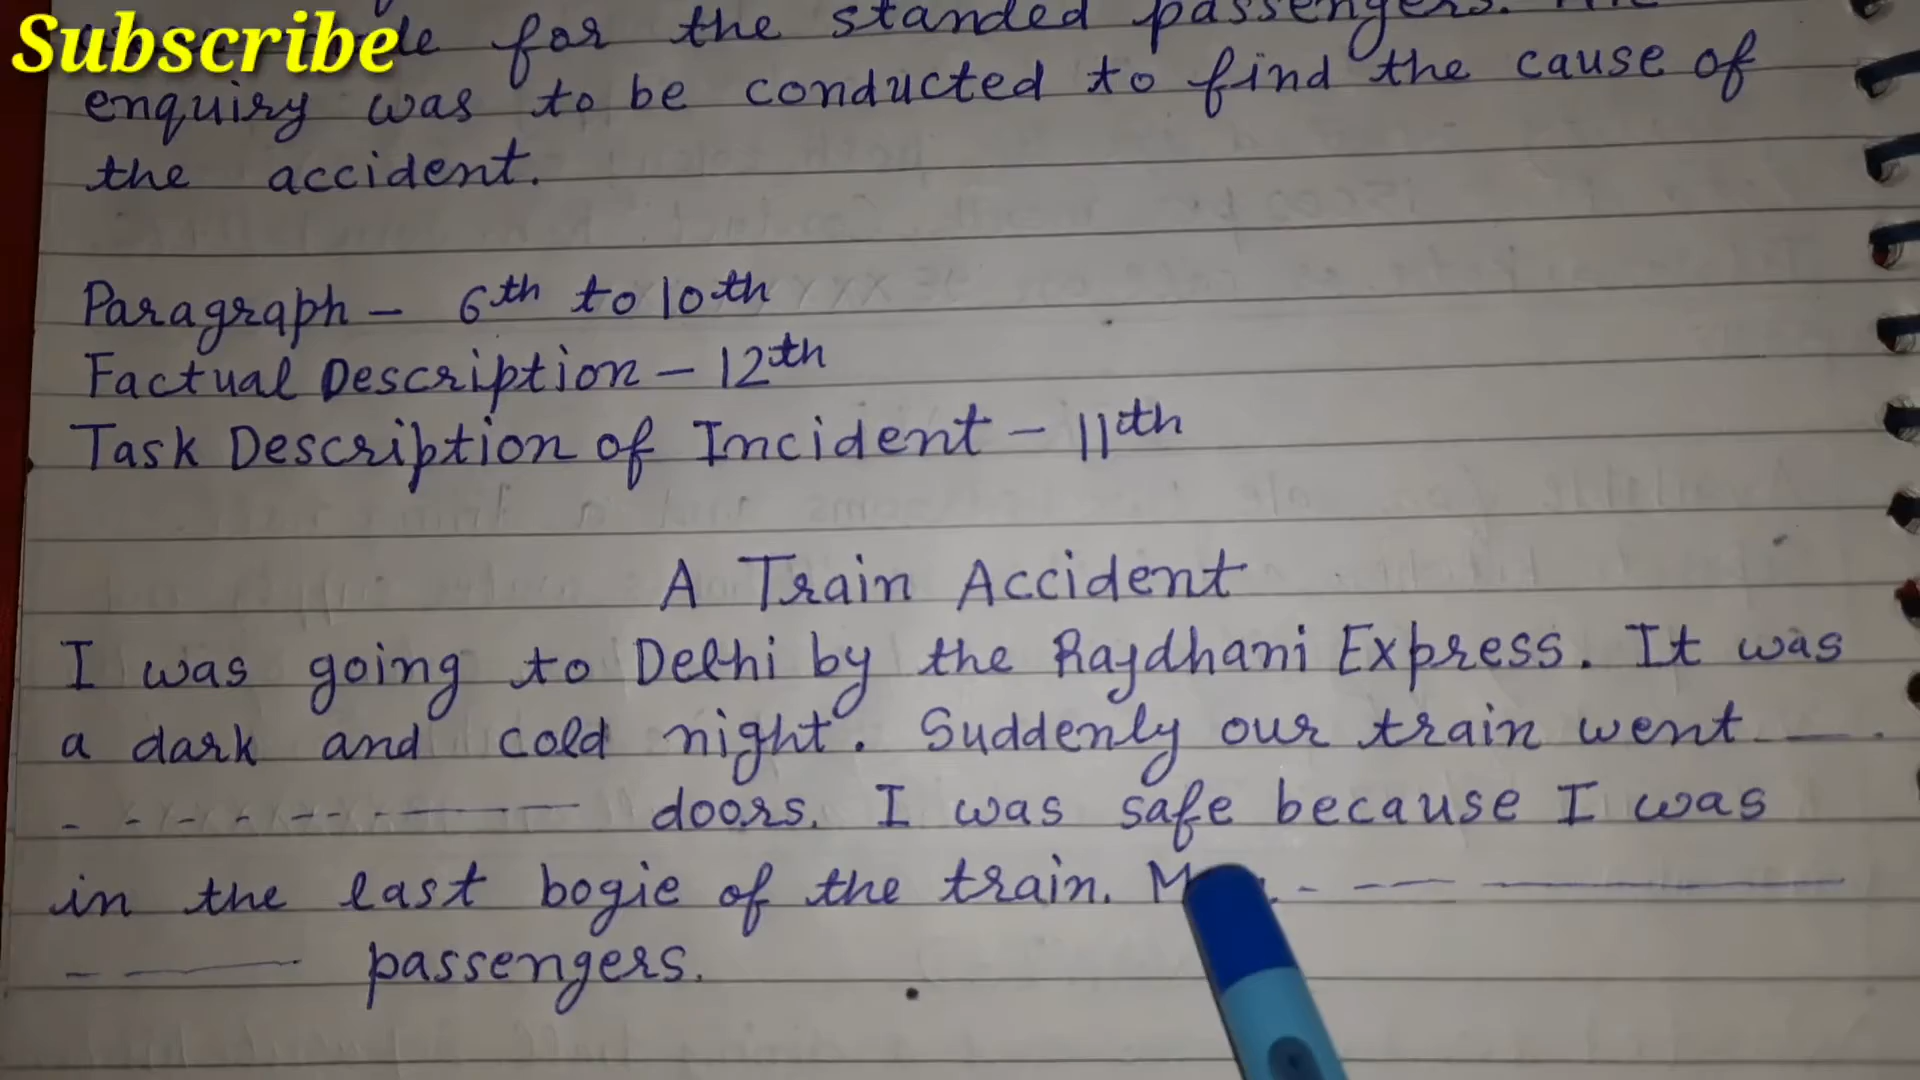 Subscribe
for the standed passengers.
enquiry was to be conducted to find the cause of
the accident.
Paragraph - 6th to 10th
Factual Description - 12th
Task Description of Incident - 11th
A Train Accident
I was going to Delhi by the Rajdhani Express. It was
a dark and cold night. Suddenly our train went
doors. I was safe because I was
in the last bogie of the train.
passengers.